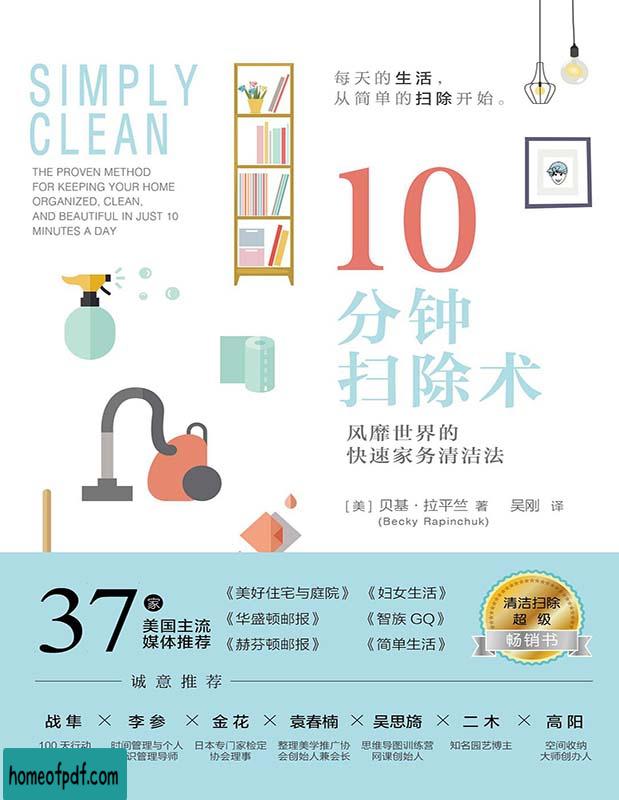 SIMPLY
CLEAN
THE PROVEN METHOD
FOR KEEPING YOUR HOME
ORGANIZED, CLEAN,
AND BEAUTIFUL IN JUST 10
MINUTES A DAY
每天的生活，
从简单的扫除开始。
10
分钟
扫除术
风靡世界的
快速家务清洁法
[美] 贝基·拉平竺 著 吴刚 译
(Becky Rapinchuk)
37家
美国主流
媒体推荐
《美好住宅与庭院》 《妇女生活》
《华盛顿邮报》 《智族 GQ》
《赫芬顿邮报》 《简单生活》
清洁扫除
超级
畅销书
诚意推荐
战隼 × 李参 × 金花 × 袁春楠 × 吴思旖 × 二木 × 高阳
100 天行动 时间管理与个人 日本专门家检定 整理美学推广协 思维导图训练营 知名园艺博主 空间收纳
识管理导师 协会理事 会创始人兼会长 网课创始人 大师创办人
homeofpdf.com